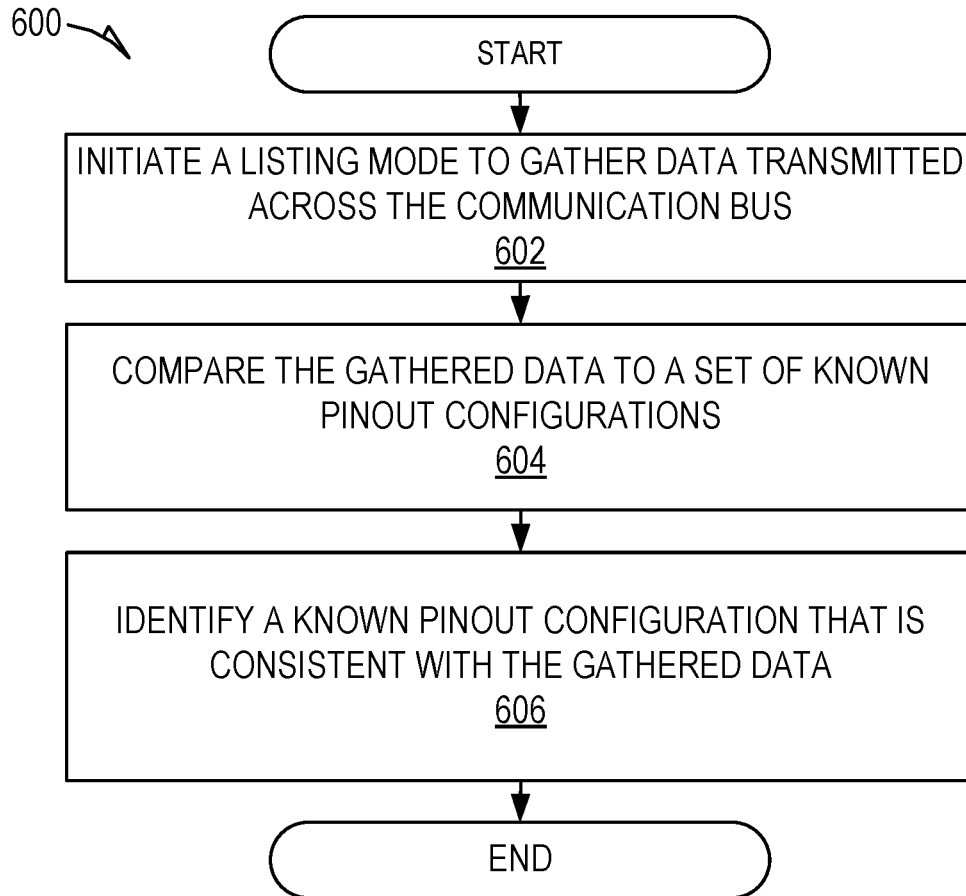 600
START
INITIATE A LISTING MODE TO GATHER DATA TRANSMITTED
ACROSS THE COMMUNICATION BUS
602
COMPARE THE GATHERED DATA TO A SET OF KNOWN
PINOUT CONFIGURATIONS
604
IDENTIFY A KNOWN PINOUT CONFIGURATION THAT IS
CONSISTENT WITH THE GATHERED DATA
606
END